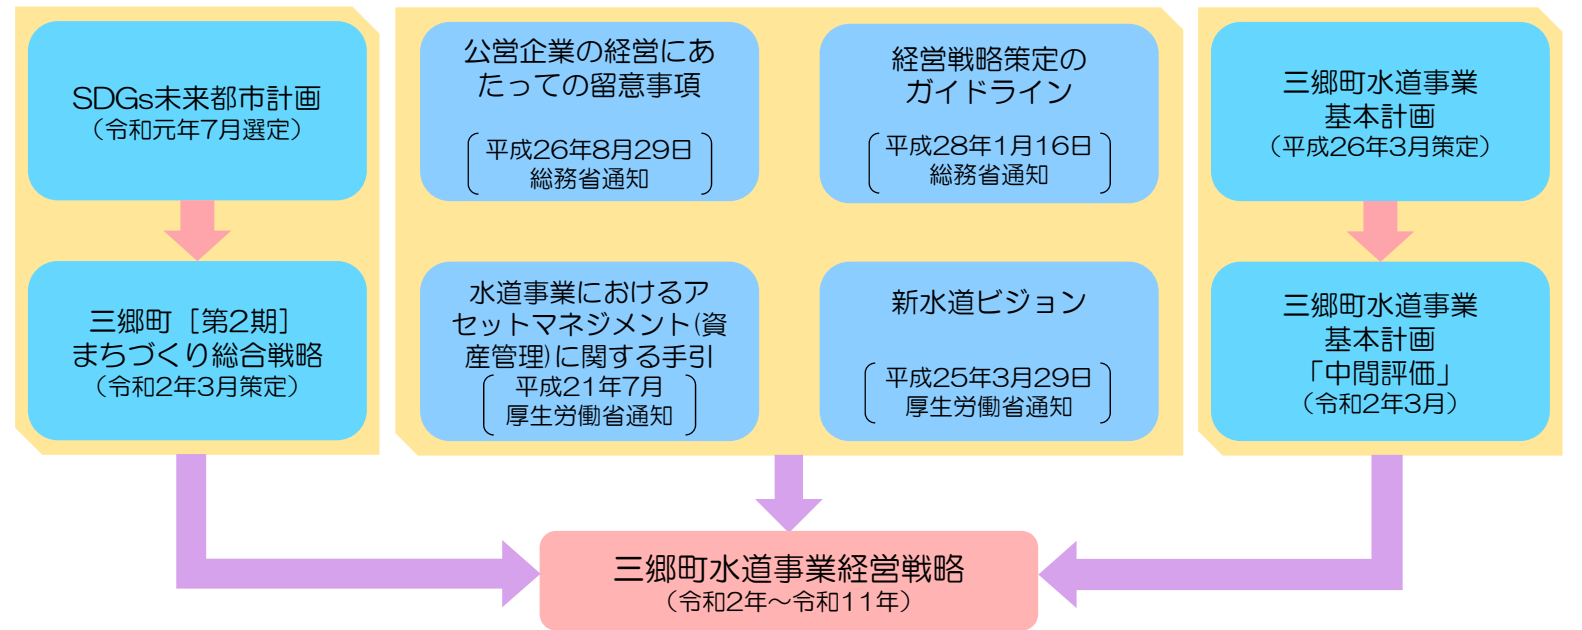 SDGs未来都市計画
（令和元年7月選定）
三郷町［第2期］
まちづくり総合戦略
（令和2年3月策定）
公営企業の経営にあ
たっての留意事項
平成26年8月29日
総務省通知
経営戦略策定の
ガイドライン
平成28年1月16日
総務省通知
水道事業におけるア
セットマネジメント(資
産管理)に関する手引
平成21年7月
厚生労働省通知
新水道ビジョン
平成25年3月29日
厚生労働省通知
三郷町水道事業
基本計画
（平成26年3月策定）
三郷町水道事業
基本計画
「中間評価」
（令和2年3月）
三郷町水道事業経営戦略
（令和2年～令和11年）